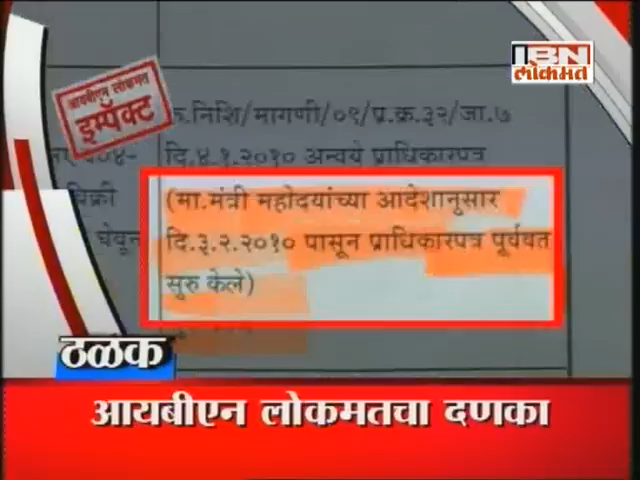 IBN
लोकमत
आयबीएन लोकमत
इम्पॅक्ट
क्र.निशि/मागणी/०९/प्र.क्र.३२/जा.७
दि.४.१.२०१० अन्वये प्राधिकारपत्र
(मा.मंत्री महोदयांच्या आदेशानुसार
विक्री
दि.३.२.२०१० पासून प्राधिकारपत्र पूर्ववत
घेवून
सुरु केले)
ठळक
आयबीएन लोकमतचा दणका